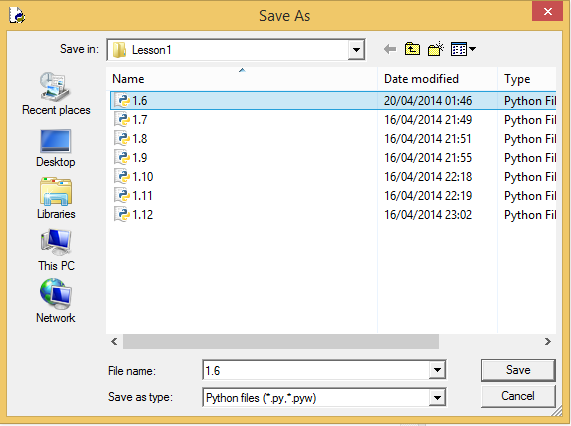 Save As
Save in: Lesson1
Name Date modified Type
1.6 20/04/2014 01:46 Python Fil
1.7 16/04/2014 21:49 Python Fil
1.8 16/04/2014 21:51 Python Fil
1.9 16/04/2014 21:55 Python Fil
1.10 16/04/2014 22:18 Python Fil
1.11 16/04/2014 22:19 Python Fil
1.12 16/04/2014 23:02 Python Fil
Recent places
Desktop
Libraries
This PC
Network
File name: 1.6 Save
Save as type: Python files (*.py,*.pyw) Cancel